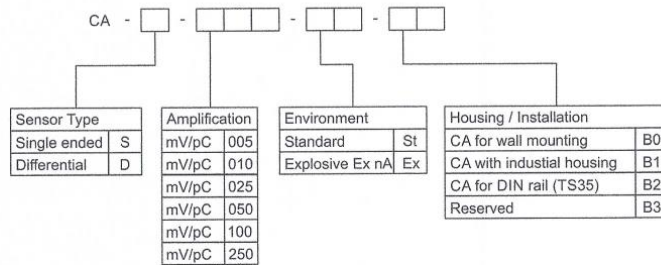 CA - - - -
Sensor Type
Single ended S
Differential D
Amplification
mV/pC 005
mV/pC 010
mV/pC 025
mV/pC 050
mV/pC 100
mV/pC 250
Environment
Standard St
Explosive Ex nA Ex
Housing / Installation
CA for wall mounting B0
CA with industial housing B1
CA for DIN rail (TS35) B2
Reserved B3